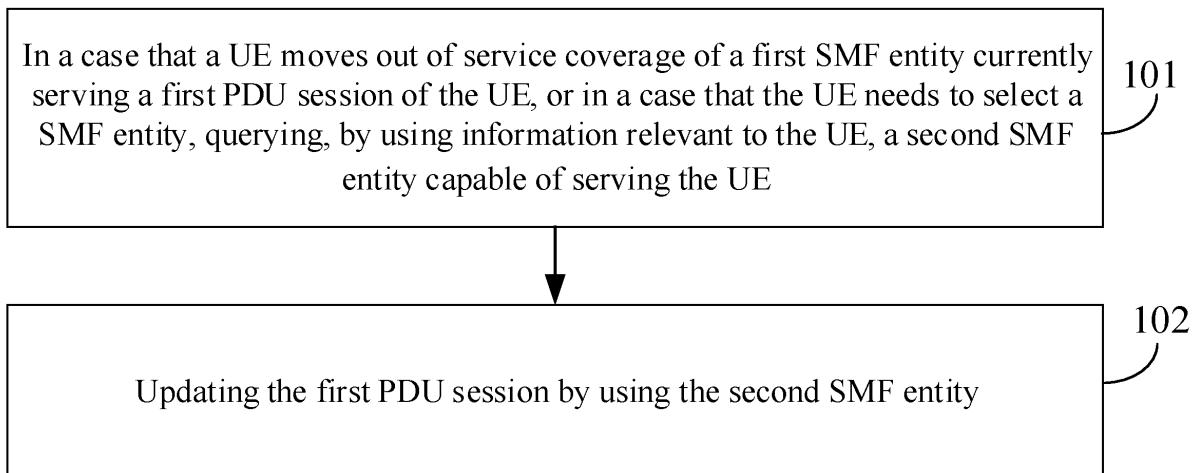 In a case that a UE moves out of service coverage of a first SMF entity currently
serving a first PDU session of the UE, or in a case that the UE needs to select a
SMF entity, querying, by using information relevant to the UE, a second SMF
entity capable of serving the UE
101
Updating the first PDU session by using the second SMF entity
102